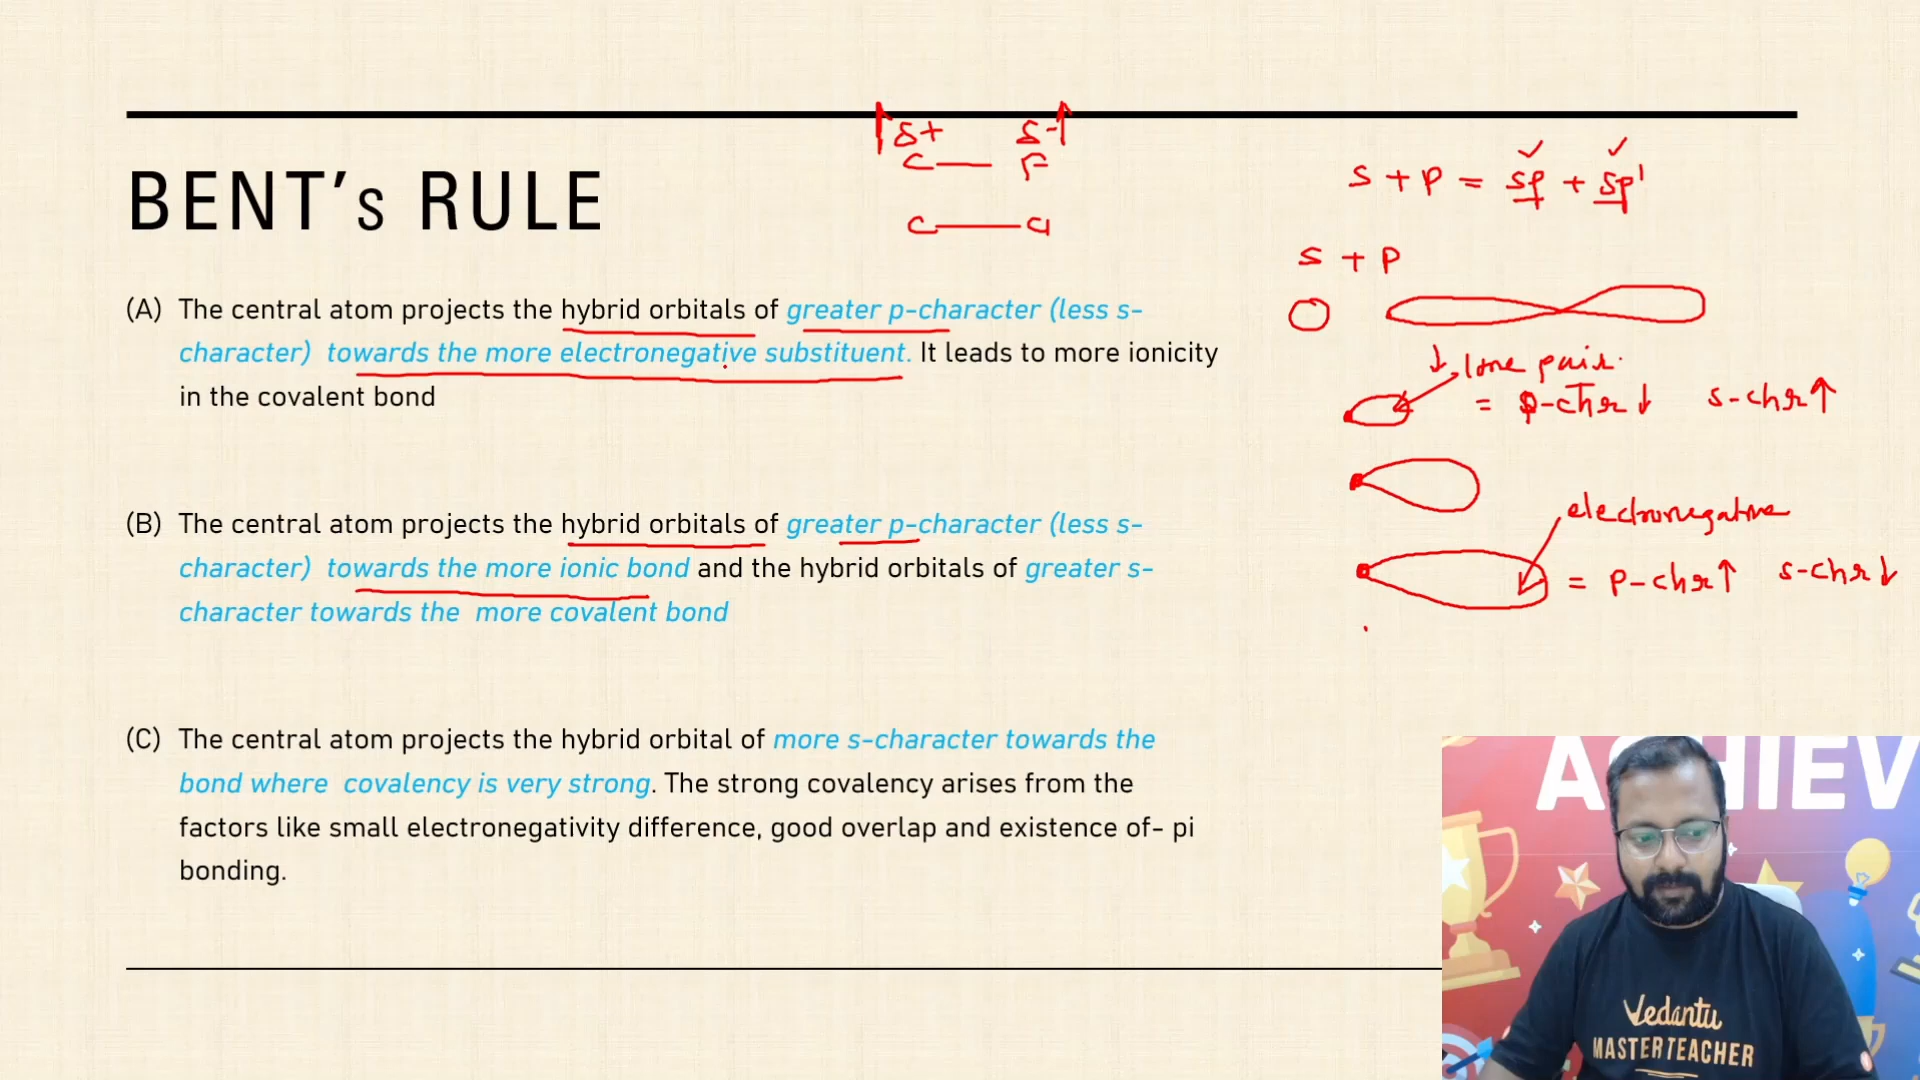 BENT’s RULE
(A) The central atom projects the hybrid orbitals of greater p-character (less s-
character) towards the more electronegative substituent. It leads to more ionicity
in the covalent bond
(B) The central atom projects the hybrid orbitals of greater p-character (less s-
character) towards the more ionic bond and the hybrid orbitals of greater s-
character towards the more covalent bond
(C) The central atom projects the hybrid orbital of more s-character towards the
bond where covalency is very strong. The strong covalency arises from the
factors like small electronegativity difference, good overlap and existence of- pi
bonding.
δ+ δ-
C — F
C — Cl
s + p = sp + sp'
s + p
↓ lone pair.
= p-chr ↓ s-chr ↑
electronegative
= p-chr ↑ s-chr ↓
ACHIEV
Vedantu
MASTER TEACHER